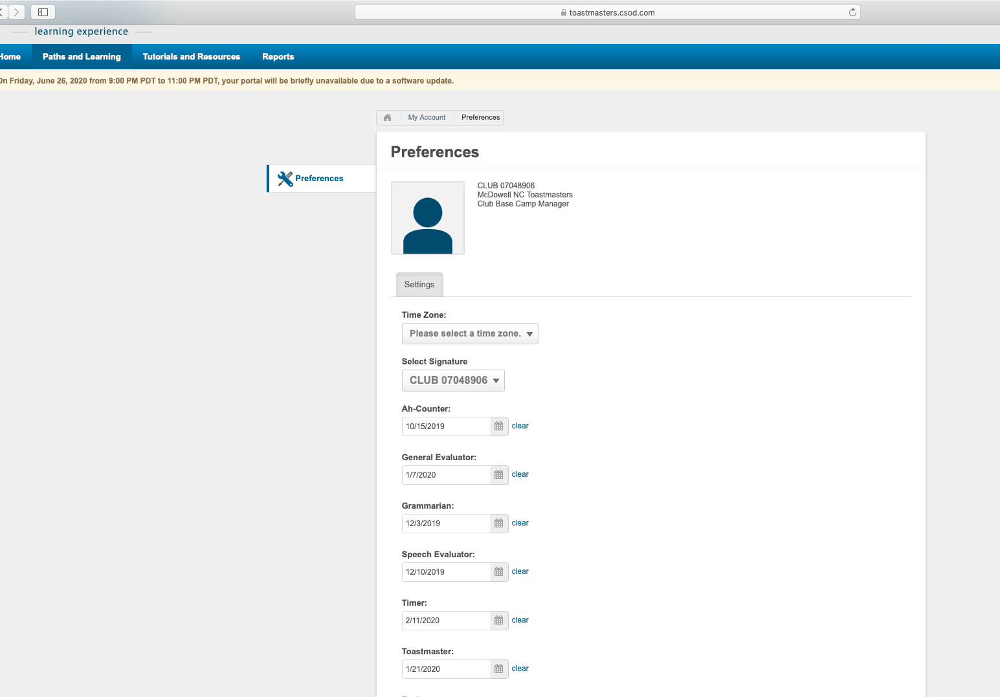 toastmasters.csod.com
learning experience
Home
Paths and Learning
Tutorials and Resources
Reports
On Friday, June 26, 2020 from 9:00 PM PDT to 11:00 PM PDT, your portal will be briefly unavailable due to a software update.
My Account
Preferences
Preferences
Preferences
CLUB 07048906
McDowell NC Toastmasters
Club Base Camp Manager
Settings
Time Zone:
Please select a time zone.
Select Signature
CLUB 07048906
Ah-Counter:
10/15/2019 clear
General Evaluator:
1/7/2020 clear
Grammarian:
12/3/2019 clear
Speech Evaluator:
12/10/2019 clear
Timer:
2/11/2020 clear
Toastmaster:
1/21/2020 clear